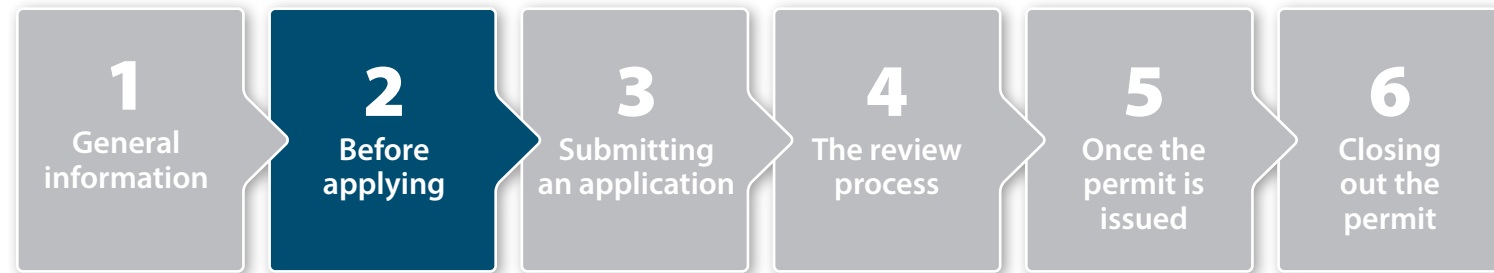 1
General
information
2
Before
applying
3
Submitting
an application
4
The review
process
5
Once the
permit is
issued
6
Closing
out the
permit